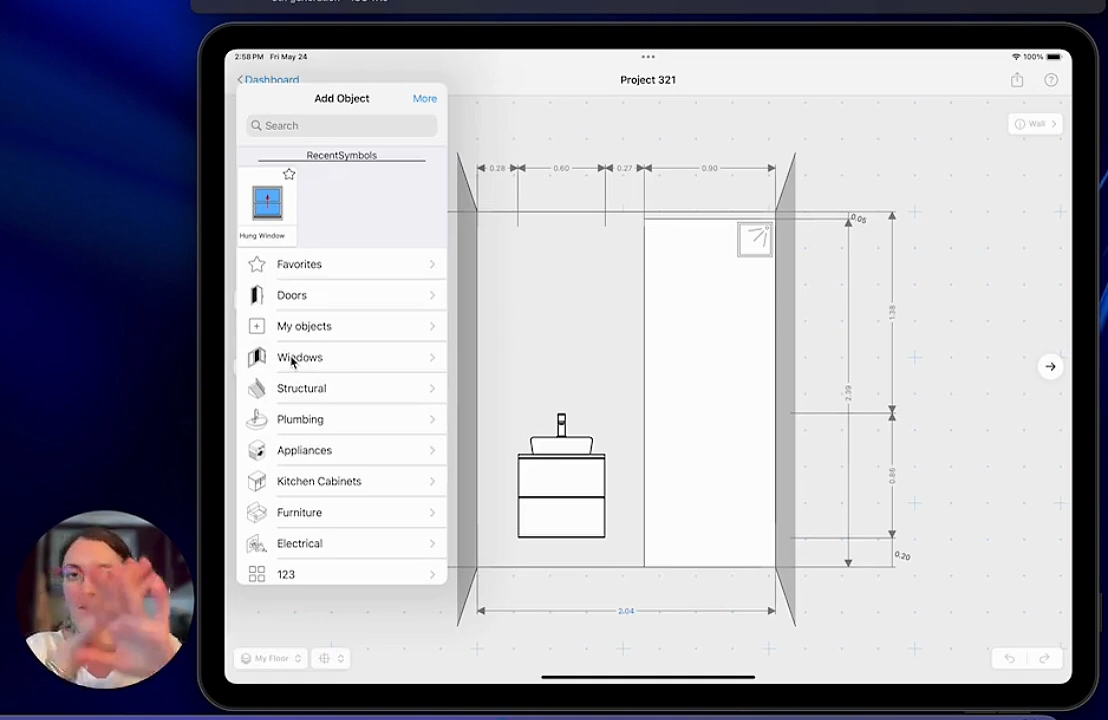 2:58 PM Fri May 24
100%
Dashboard
Project 321
Add Object
More
Search
Wall
RecentSymbols
Hung Window
Favorites
Doors
My objects
Windows
Structural
Plumbing
Appliances
Kitchen Cabinets
Furniture
Electrical
123
0.28
0.60
0.27
0.90
0.05
1.38
2.39
0.86
0.20
2.04
My Floor